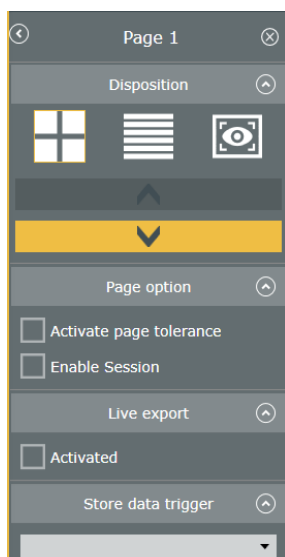 Page 1
Disposition
Page option
Activate page tolerance
Enable Session
Live export
Activated
Store data trigger